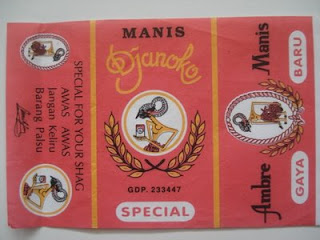 MANIS
Djanoko
GDP. 233447
SPECIAL
SPECIAL FOR YOUR SHAG
AWAS AWAS
Jangan Keliru
Barang Palsu
Ambre Manis
GAYA BARU